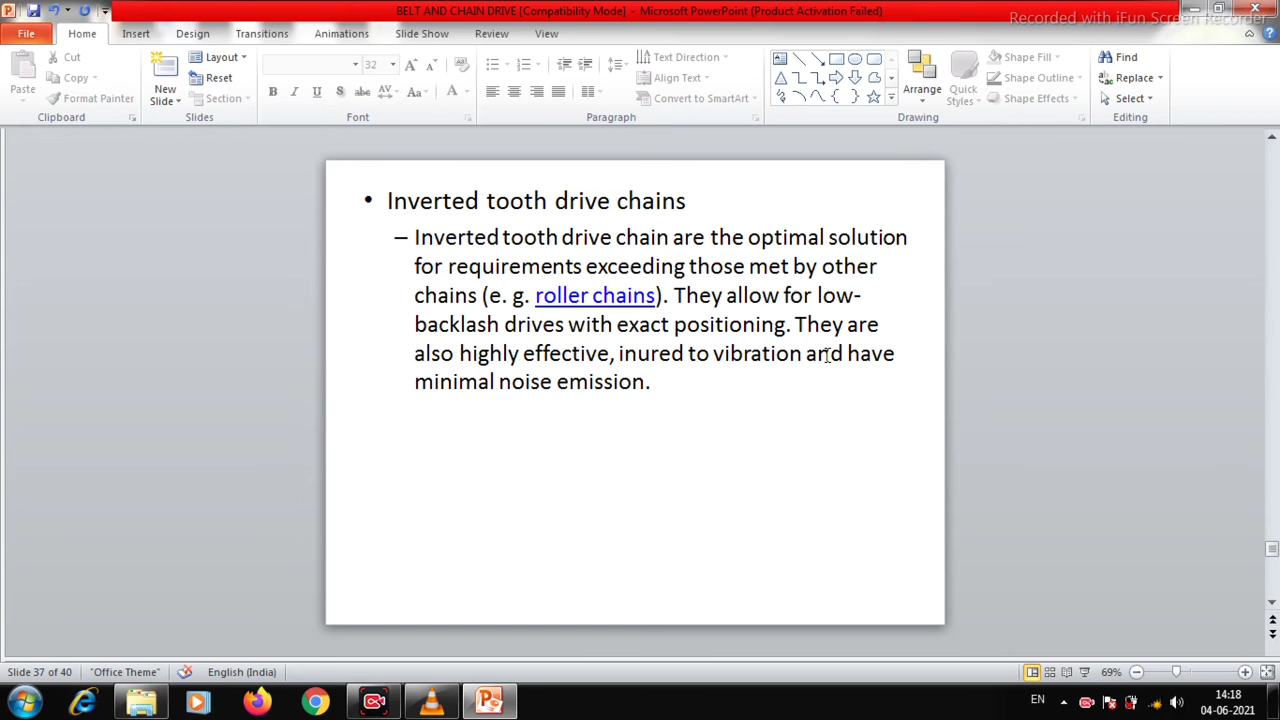 BELT AND CHAIN DRIVE [Compatibility Mode] - Microsoft PowerPoint (Product Activation Failed)
Recorded with iFun Screen Recorder
File Home Insert Design Transitions Animations Slide Show Review View
Cut Layout 32 Text Direction Shape Fill Find
Paste Copy New Slide Reset Align Text Arrange Quick Styles Shape Outline Replace
Format Painter Section B I U S abc AV Aa A Convert to SmartArt Shape Effects Select
Clipboard Slides Font Paragraph Drawing Editing
• Inverted tooth drive chains
– Inverted tooth drive chain are the optimal solution
for requirements exceeding those met by other
chains (e. g. roller chains). They allow for low-
backlash drives with exact positioning. They are
also highly effective, inured to vibration and have
minimal noise emission.
Slide 37 of 40 "Office Theme" English (India) 69%
EN 14:18
04-06-2021